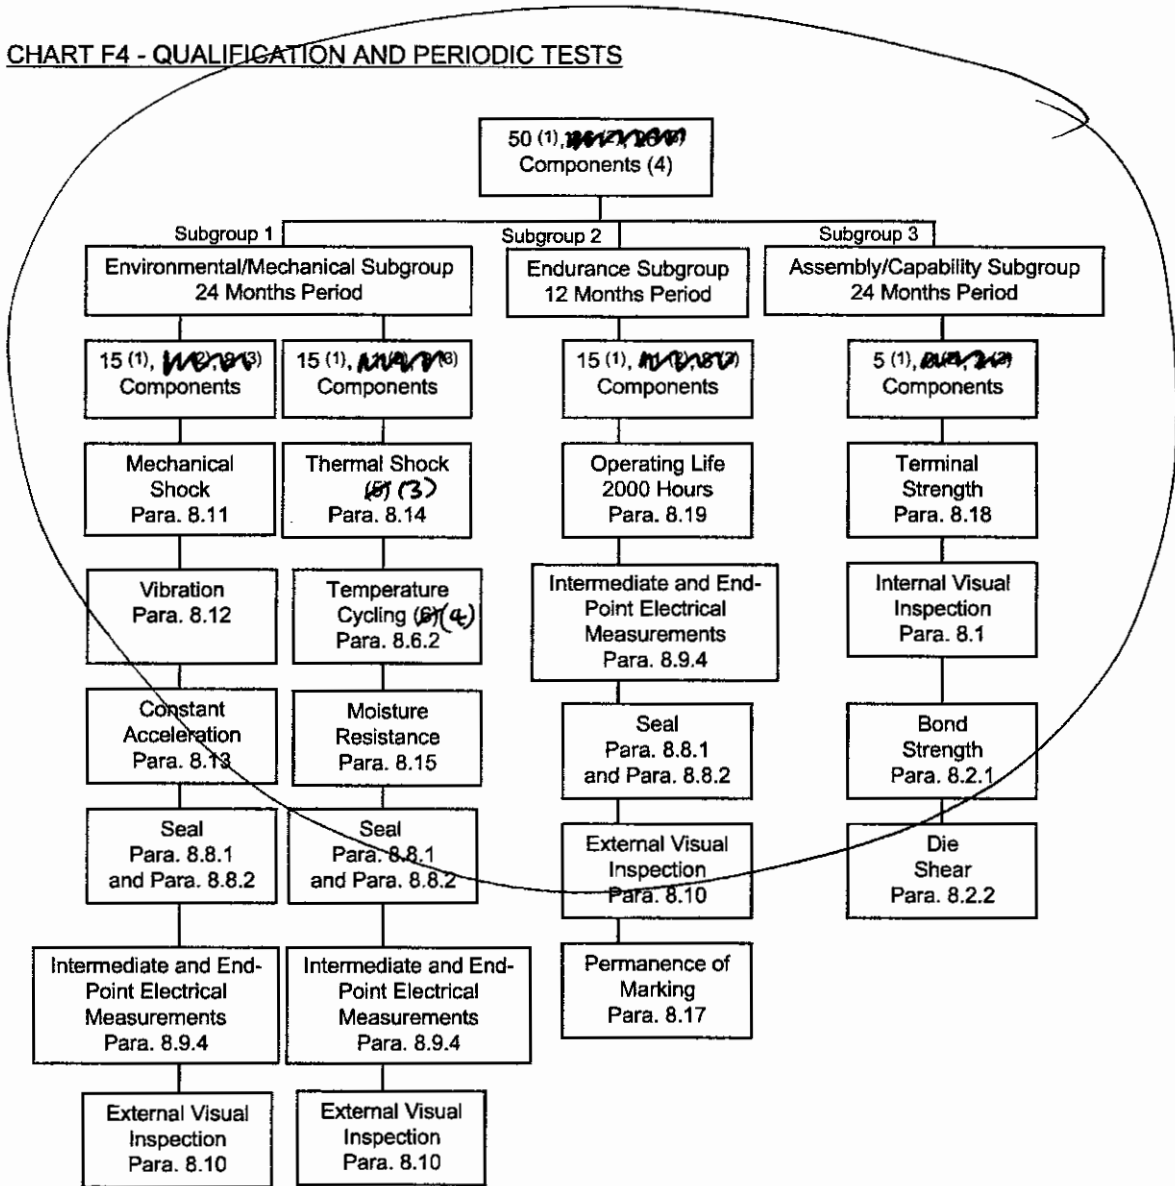 CHART F4 - QUALIFICATION AND PERIODIC TESTS
50 (1),
Components (4)
Subgroup 1
Environmental/Mechanical Subgroup
24 Months Period
15 (1), (3)
Components
Mechanical
Shock
Para. 8.11
Vibration
Para. 8.12
Constant
Acceleration
Para. 8.13
Seal
Para. 8.8.1
and Para. 8.8.2
Intermediate and End-
Point Electrical
Measurements
Para. 8.9.4
External Visual
Inspection
Para. 8.10
15 (1), (3)
Components
Thermal Shock
(5) (3)
Para. 8.14
Temperature
Cycling (6) (4)
Para. 8.6.2
Moisture
Resistance
Para. 8.15
Seal
Para. 8.8.1
and Para. 8.8.2
Intermediate and End-
Point Electrical
Measurements
Para. 8.9.4
External Visual
Inspection
Para. 8.10
Subgroup 2
Endurance Subgroup
12 Months Period
15 (1),
Components
Operating Life
2000 Hours
Para. 8.19
Intermediate and End-
Point Electrical
Measurements
Para. 8.9.4
Seal
Para. 8.8.1
and Para. 8.8.2
External Visual
Inspection
Para. 8.10
Permanence of
Marking
Para. 8.17
Subgroup 3
Assembly/Capability Subgroup
24 Months Period
5 (1),
Components
Terminal
Strength
Para. 8.18
Internal Visual
Inspection
Para. 8.1
Bond
Strength
Para. 8.2.1
Die
Shear
Para. 8.2.2